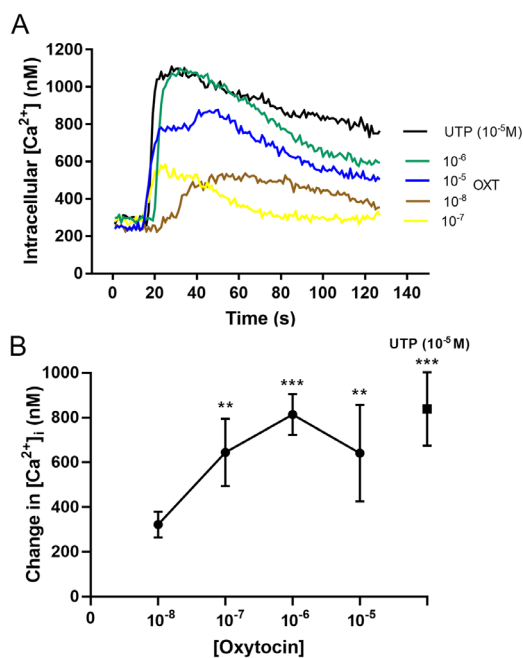 A
Intracellular [Ca²⁺] (nM)
1200
1000
800
600
400
200
0
0 20 40 60 80 100 120 140
Time (s)
UTP (10⁻⁵M)
10⁻⁶
10⁻⁵ OXT
10⁻⁸
10⁻⁷
B
UTP (10⁻⁵ M)
** *** ** ***
Change in [Ca²⁺]ᵢ (nM)
1000
800
600
400
200
0
0 10⁻⁸ 10⁻⁷ 10⁻⁶ 10⁻⁵
[Oxytocin]